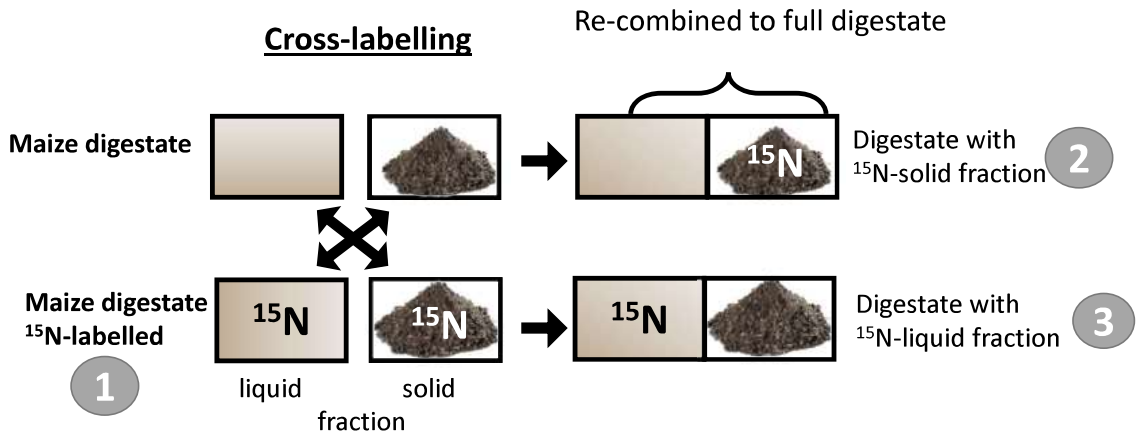 Cross-labelling
Re-combined to full digestate
Maize digestate
¹⁵N
Digestate with
¹⁵N-solid fraction
2
Maize digestate
¹⁵N-labelled
1
¹⁵N
¹⁵N
¹⁵N
Digestate with
¹⁵N-liquid fraction
3
liquid
solid
fraction